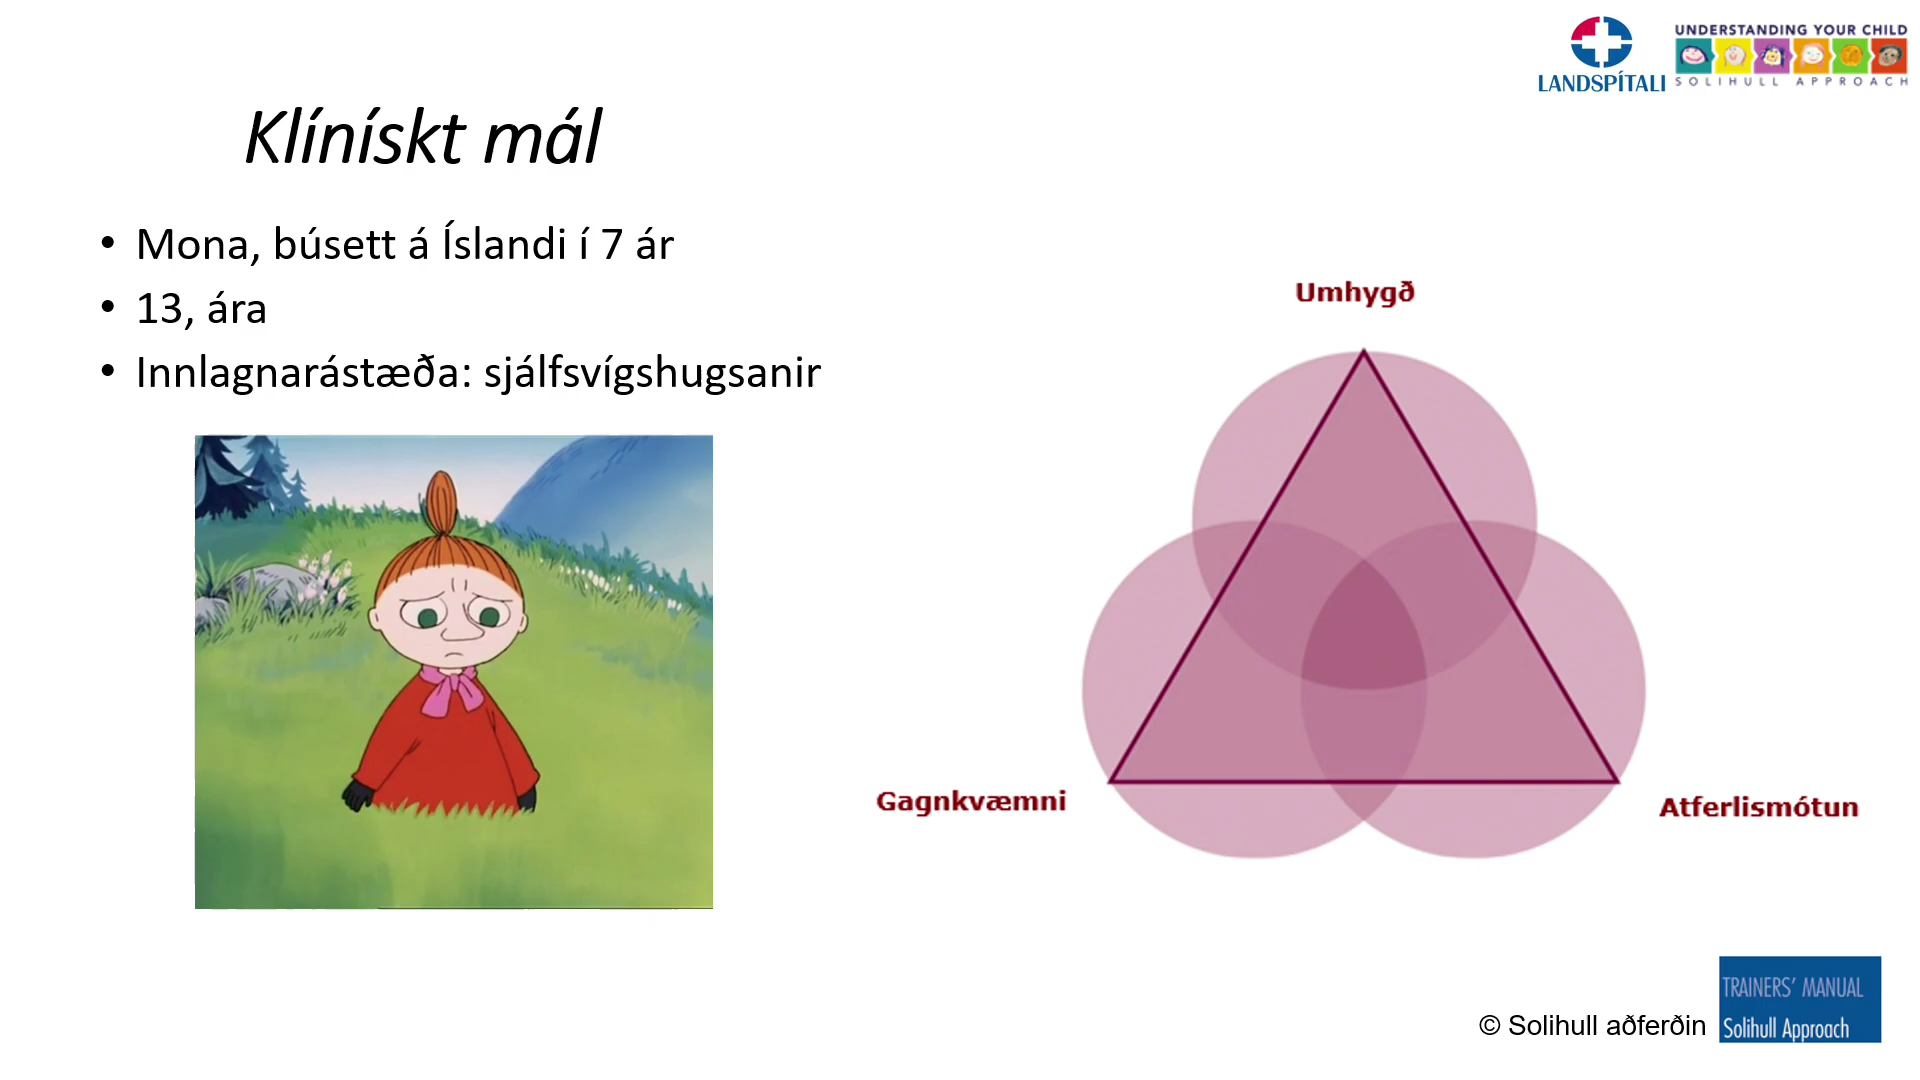 LANDSPÍTALI
UNDERSTANDING YOUR CHILD
SOLIHULL APPROACH
Klínískt mál
• Mona, búsett á Íslandi í 7 ár
• 13, ára
• Innlagnarástæða: sjálfsvígshugsanir
Umhygð
Gagnkvæmni
Atferlismótun
© Solihull aðferðin
TRAINERS' MANUAL
Solihull Approach